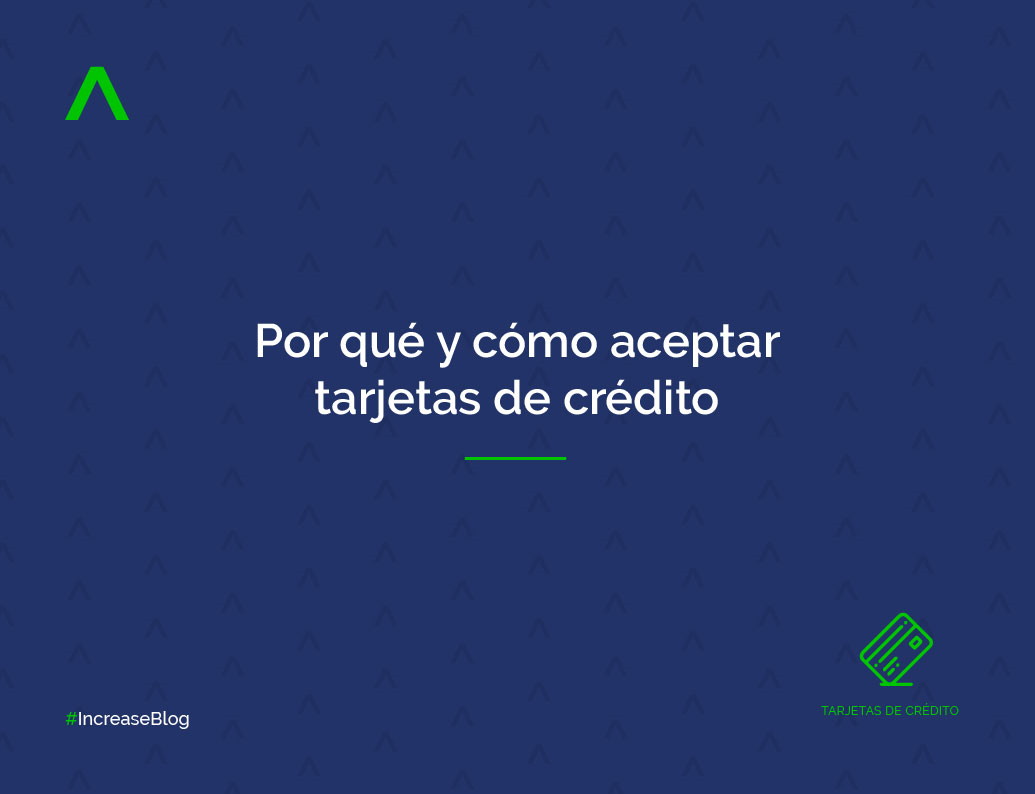 Por qué y cómo aceptar
tarjetas de crédito
#IncreaseBlog
TARJETAS DE CRÉDITO